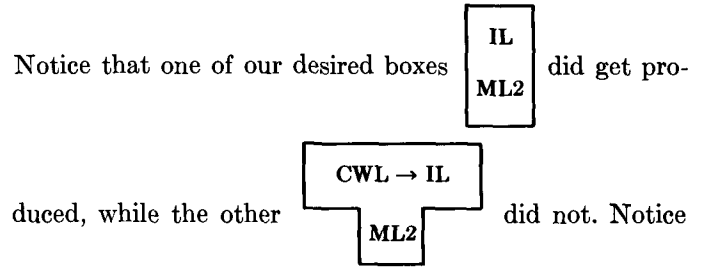 IL
Notice that one of our desired boxes ML2 did get pro-
CWL → IL
duced, while the other ML2 did not. Notice